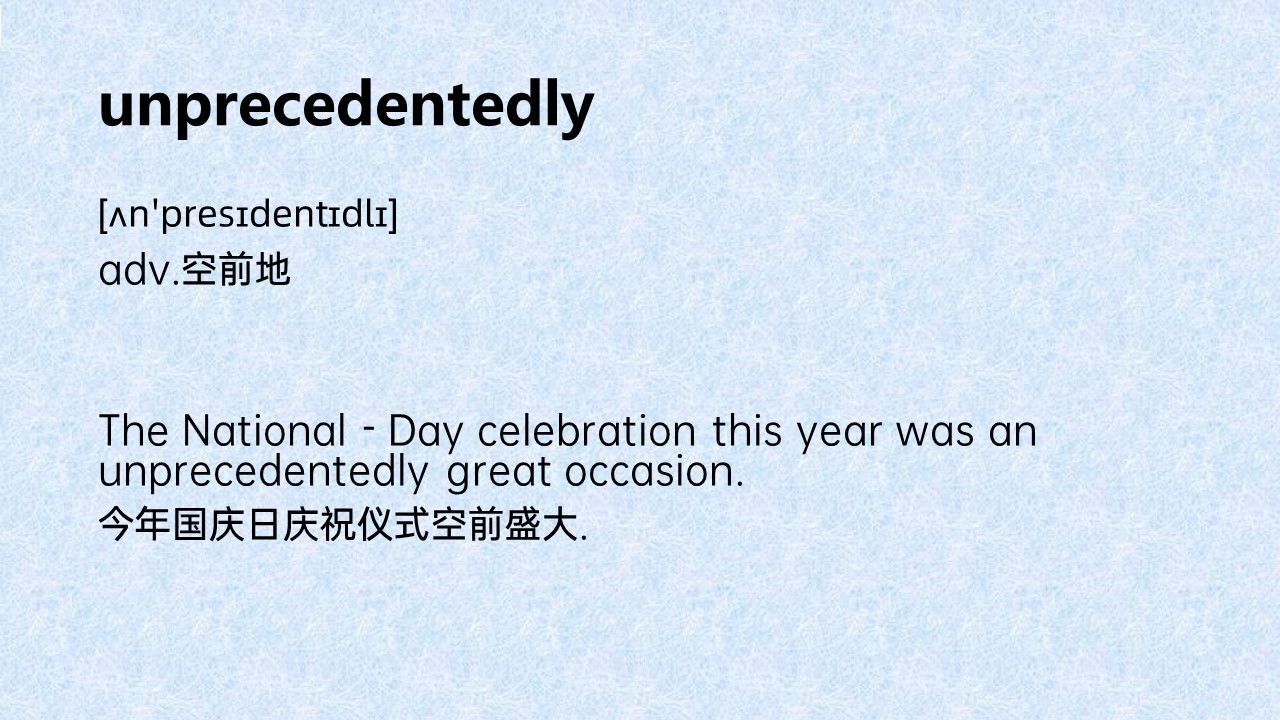 unprecedentedly
[ʌn'presɪdentɪdlɪ]
adv.空前地
The National - Day celebration this year was an
unprecedentedly great occasion.
今年国庆日庆祝仪式空前盛大.